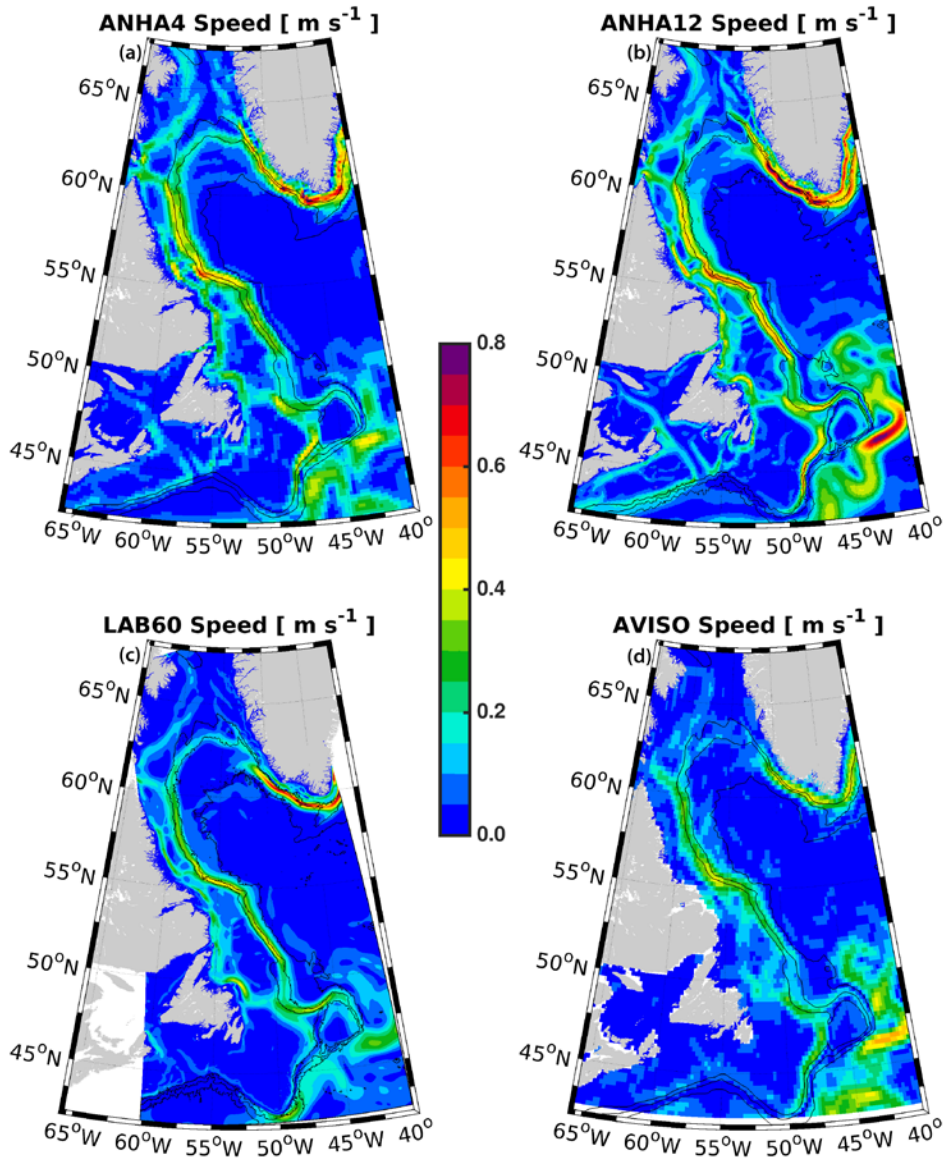 ANHA4 Speed [ m s⁻¹ ]
(a)
65°N
60°N
55°N
50°N
45°N
65°W 60°W 55°W 50°W 45°W 40°
ANHA12 Speed [ m s⁻¹ ]
(b)
65°N
60°N
55°N
50°N
45°N
65°W 60°W 55°W 50°W 45°W 40°
0.8
0.6
0.4
0.2
0.0
LAB60 Speed [ m s⁻¹ ]
(c)
65°N
60°N
55°N
50°N
45°N
65°W 60°W 55°W 50°W 45°W 40°
AVISO Speed [ m s⁻¹ ]
(d)
65°N
60°N
55°N
50°N
45°N
65°W 60°W 55°W 50°W 45°W 40°